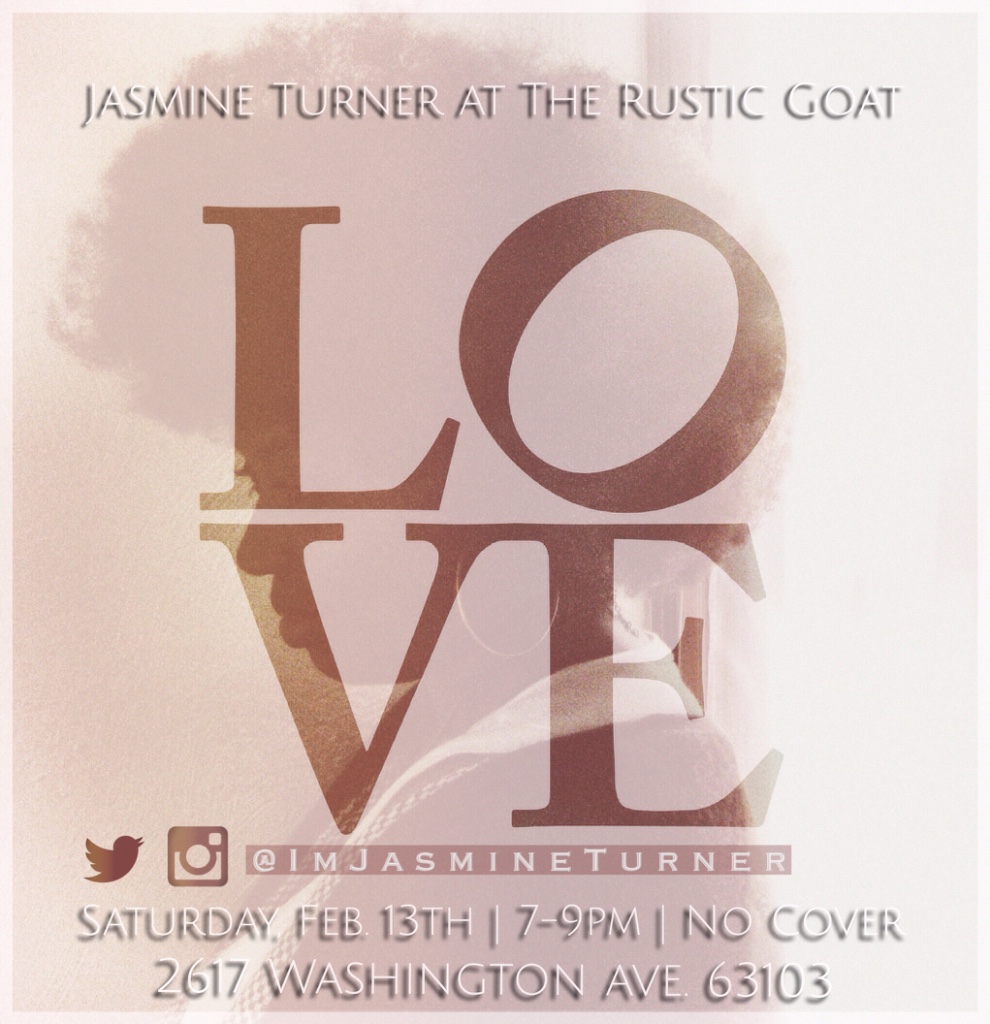 Jasmine Turner at The Rustic Goat
LO
VE
@ImJasmineTurner
Saturday, Feb. 13th | 7-9pm | No Cover
2617 Washington Ave. 63103